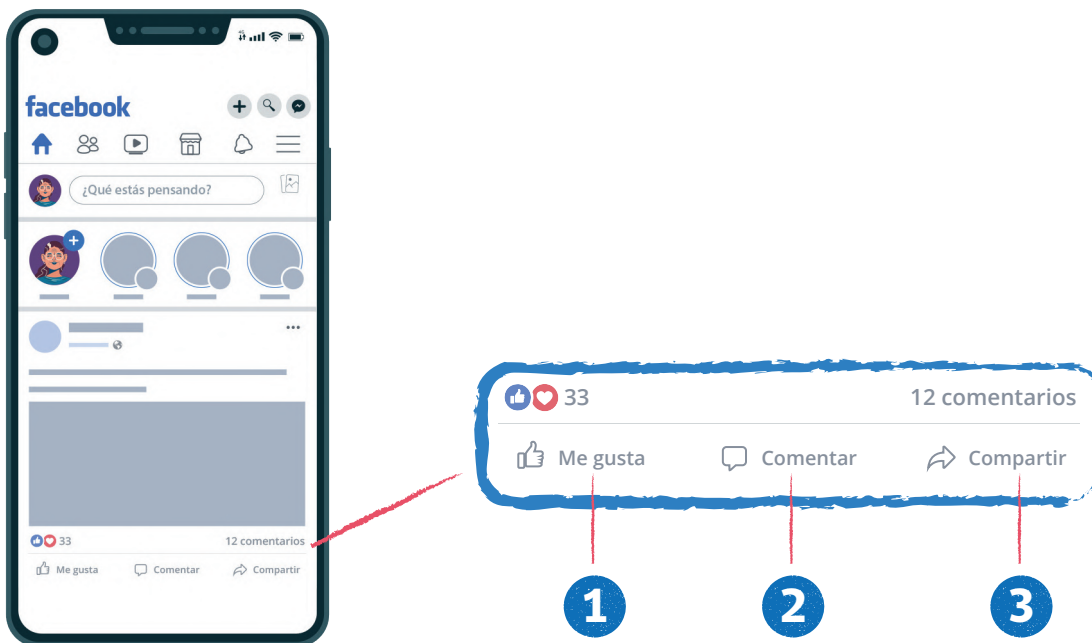 4G
facebook
¿Qué estás pensando?
33 12 comentarios
Me gusta Comentar Compartir
33 12 comentarios
Me gusta Comentar Compartir
1 2 3